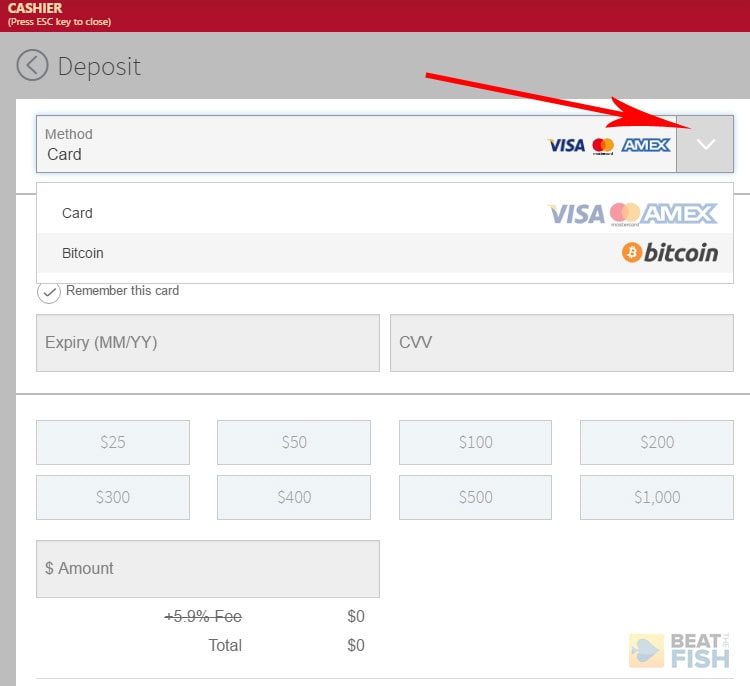 CASHIER
(Press ESC key to close)
Deposit
Method
Card
VISA mastercard AMEX
Card
VISA mastercard AMEX
Bitcoin
bitcoin
Remember this card
Expiry (MM/YY)
CVV
$25
$50
$100
$200
$300
$400
$500
$1,000
$ Amount
+5.9% Fee
$0
Total
$0
BEAT THE
FISH